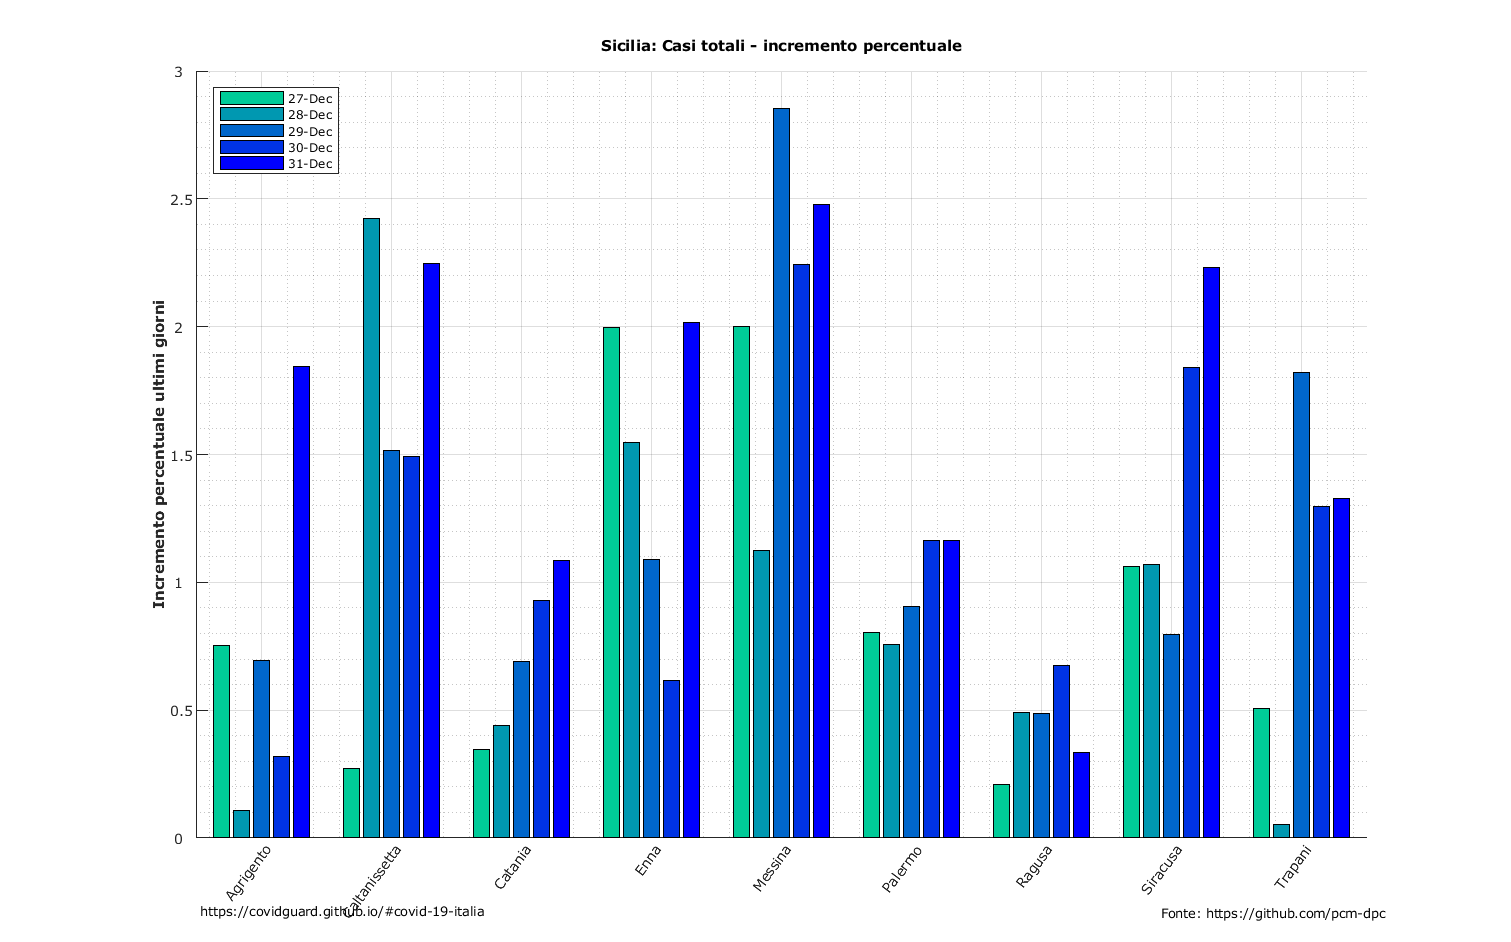 Sicilia: Casi totali - incremento percentuale
3
2.5
2
1.5
1
0.5
0
Incremento percentuale ultimi giorni
27-Dec
28-Dec
29-Dec
30-Dec
31-Dec
Agrigento
Caltanissetta
Catania
Enna
Messina
Palermo
Ragusa
Siracusa
Trapani
https://covidguard.github.io/#covid-19-italia
Fonte: https://github.com/pcm-dpc